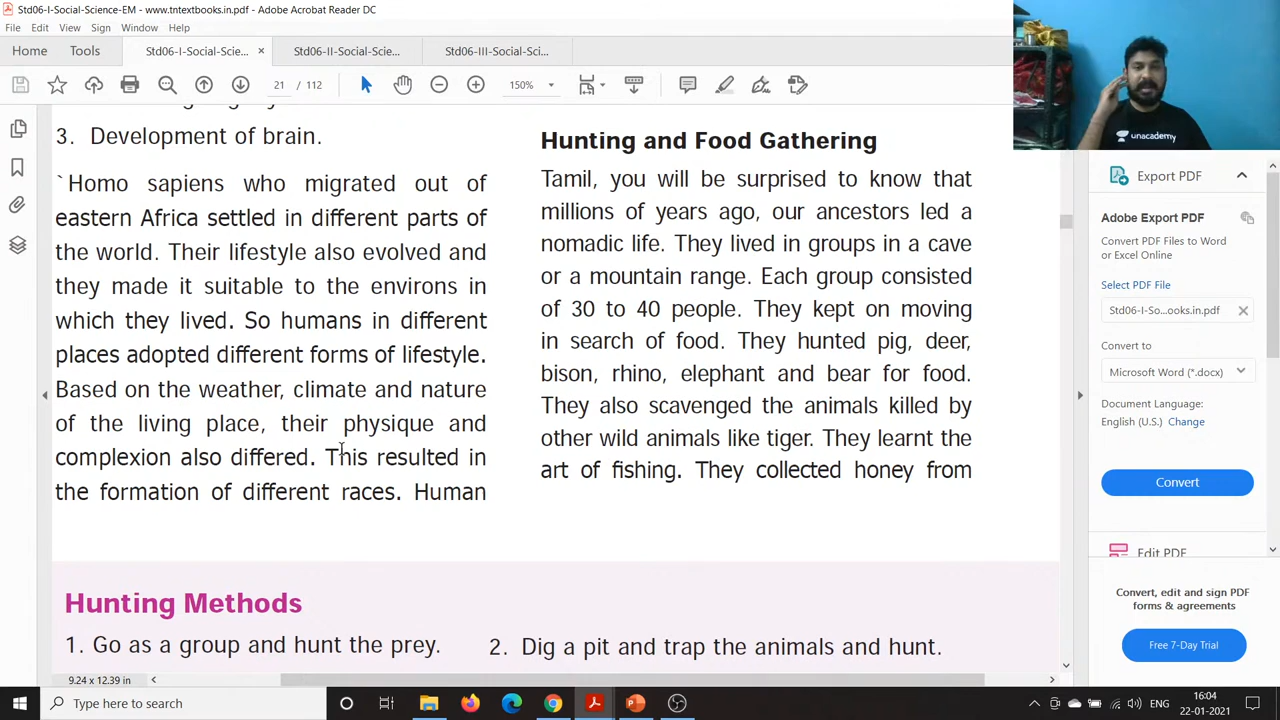 Std06-I-Social-Science-EM - www.tntextbooks.in.pdf - Adobe Acrobat Reader DC
File Edit View Sign Window Help
Home Tools Std06-I-Social-Scie... × Std06-II-Social-Scie... Std06-III-Social-Sci...
21 / 112 150%
3. Development of brain.
`Homo sapiens who migrated out of
eastern Africa settled in different parts of
the world. Their lifestyle also evolved and
they made it suitable to the environs in
which they lived. So humans in different
places adopted different forms of lifestyle.
Based on the weather, climate and nature
of the living place, their physique and
complexion also differed. This resulted in
the formation of different races. Human
Hunting and Food Gathering
Tamil, you will be surprised to know that
millions of years ago, our ancestors led a
nomadic life. They lived in groups in a cave
or a mountain range. Each group consisted
of 30 to 40 people. They kept on moving
in search of food. They hunted pig, deer,
bison, rhino, elephant and bear for food.
They also scavenged the animals killed by
other wild animals like tiger. They learnt the
art of fishing. They collected honey from
Hunting Methods
1. Go as a group and hunt the prey.
2. Dig a pit and trap the animals and hunt.
9.24 x 12.39 in
unacademy
Export PDF
Adobe Export PDF
Convert PDF Files to Word
or Excel Online
Select PDF File
Std06-I-So...ooks.in.pdf
Convert to
Microsoft Word (*.docx)
Document Language:
English (U.S.) Change
Convert
Edit PDF
Convert, edit and sign PDF
forms & agreements
Free 7-Day Trial
Type here to search
ENG
16:04
22-01-2021